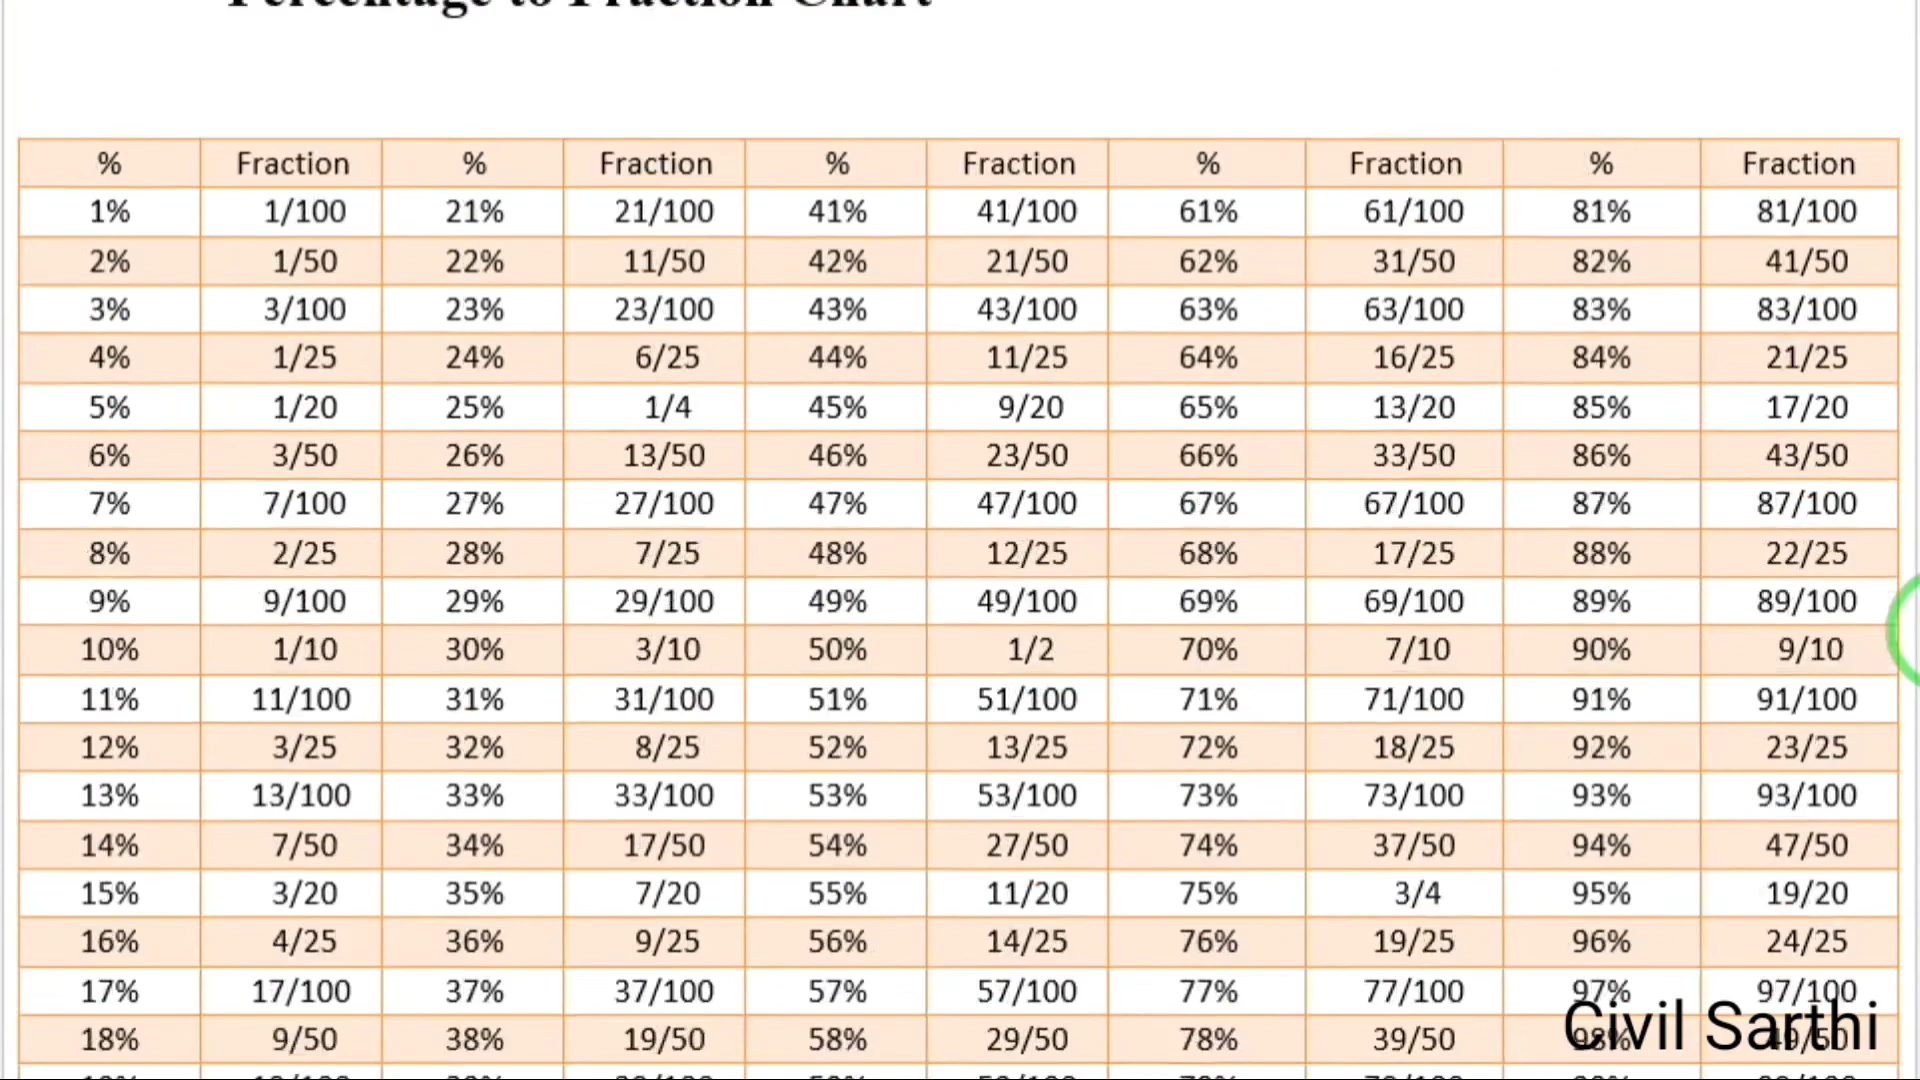 Percentage to Fraction Chart
% Fraction % Fraction % Fraction % Fraction % Fraction
1% 1/100 21% 21/100 41% 41/100 61% 61/100 81% 81/100
2% 1/50 22% 11/50 42% 21/50 62% 31/50 82% 41/50
3% 3/100 23% 23/100 43% 43/100 63% 63/100 83% 83/100
4% 1/25 24% 6/25 44% 11/25 64% 16/25 84% 21/25
5% 1/20 25% 1/4 45% 9/20 65% 13/20 85% 17/20
6% 3/50 26% 13/50 46% 23/50 66% 33/50 86% 43/50
7% 7/100 27% 27/100 47% 47/100 67% 67/100 87% 87/100
8% 2/25 28% 7/25 48% 12/25 68% 17/25 88% 22/25
9% 9/100 29% 29/100 49% 49/100 69% 69/100 89% 89/100
10% 1/10 30% 3/10 50% 1/2 70% 7/10 90% 9/10
11% 11/100 31% 31/100 51% 51/100 71% 71/100 91% 91/100
12% 3/25 32% 8/25 52% 13/25 72% 18/25 92% 23/25
13% 13/100 33% 33/100 53% 53/100 73% 73/100 93% 93/100
14% 7/50 34% 17/50 54% 27/50 74% 37/50 94% 47/50
15% 3/20 35% 7/20 55% 11/20 75% 3/4 95% 19/20
16% 4/25 36% 9/25 56% 14/25 76% 19/25 96% 24/25
17% 17/100 37% 37/100 57% 57/100 77% 77/100 97% 97/100
18% 9/50 38% 19/50 58% 29/50 78% 39/50 98% 49/50
Civil Sarthi